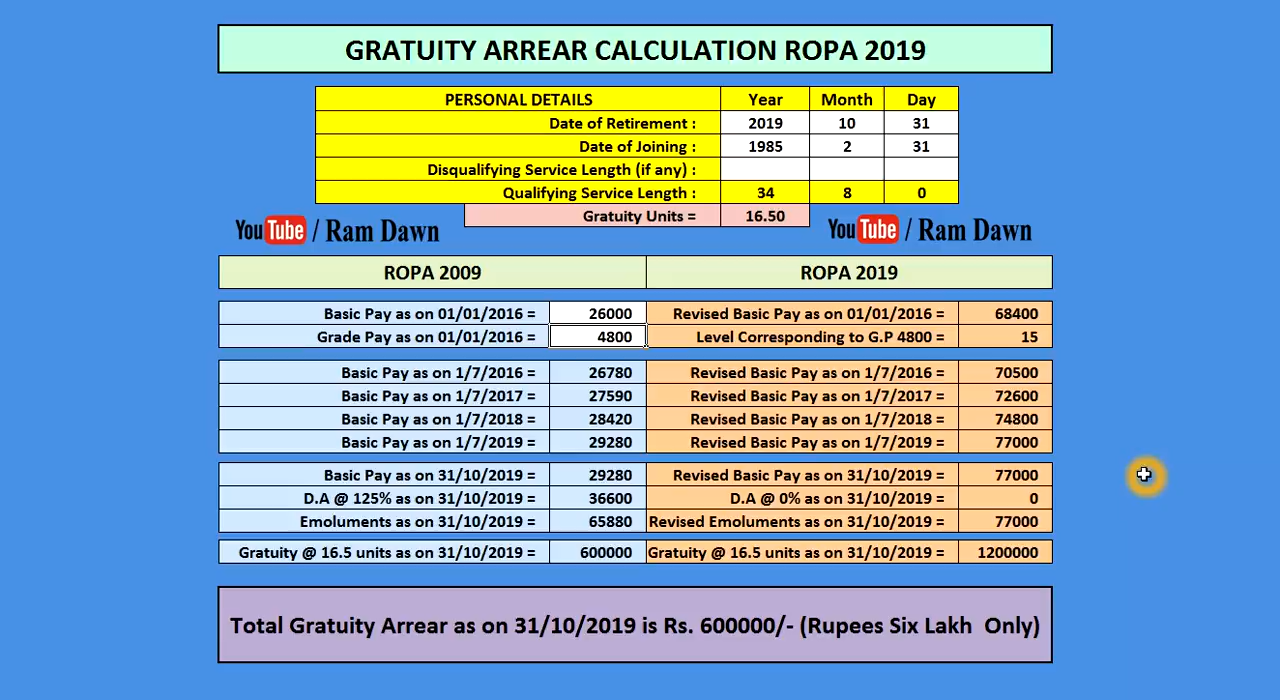 GRATUITY ARREAR CALCULATION ROPA 2019
PERSONAL DETAILS Year Month Day
Date of Retirement : 2019 10 31
Date of Joining : 1985 2 31
Disqualifying Service Length (if any) :
Qualifying Service Length : 34 8 0
Gratuity Units = 16.50
YouTube / Ram Dawn YouTube / Ram Dawn
ROPA 2009 ROPA 2019
Basic Pay as on 01/01/2016 = 26000 Revised Basic Pay as on 01/01/2016 = 68400
Grade Pay as on 01/01/2016 = 4800 Level Corresponding to G.P 4800 = 15
Basic Pay as on 1/7/2016 = 26780 Revised Basic Pay as on 1/7/2016 = 70500
Basic Pay as on 1/7/2017 = 27590 Revised Basic Pay as on 1/7/2017 = 72600
Basic Pay as on 1/7/2018 = 28420 Revised Basic Pay as on 1/7/2018 = 74800
Basic Pay as on 1/7/2019 = 29280 Revised Basic Pay as on 1/7/2019 = 77000
Basic Pay as on 31/10/2019 = 29280 Revised Basic Pay as on 31/10/2019 = 77000
D.A @ 125% as on 31/10/2019 = 36600 D.A @ 0% as on 31/10/2019 = 0
Emoluments as on 31/10/2019 = 65880 Revised Emoluments as on 31/10/2019 = 77000
Gratuity @ 16.5 units as on 31/10/2019 = 600000 Gratuity @ 16.5 units as on 31/10/2019 = 1200000
Total Gratuity Arrear as on 31/10/2019 is Rs. 600000/- (Rupees Six Lakh  Only)